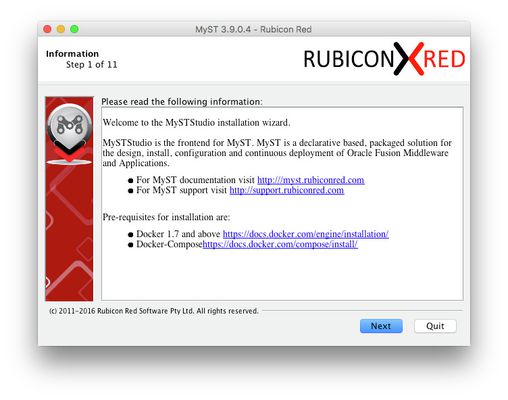 MyST 3.9.0.4 - Rubicon Red
Information
Step 1 of 11
RUBICON RED
Please read the following information:
Welcome to the MySTStudio installation wizard.
MySTStudio is the frontend for MyST. MyST is a declarative based, packaged solution for
the design, install, configuration and continuous deployment of Oracle Fusion Middleware
and Applications.
● For MyST documentation visit http:///myst.rubiconred.com
● For MyST support visit http://support.rubiconred.com
Pre-requisites for installation are:
● Docker 1.7 and above https://docs.docker.com/engine/installation/
● Docker-Composehttps://docs.docker.com/compose/install/
(c) 2011-2016 Rubicon Red Software Pty Ltd. All rights reserved.
Next
Quit